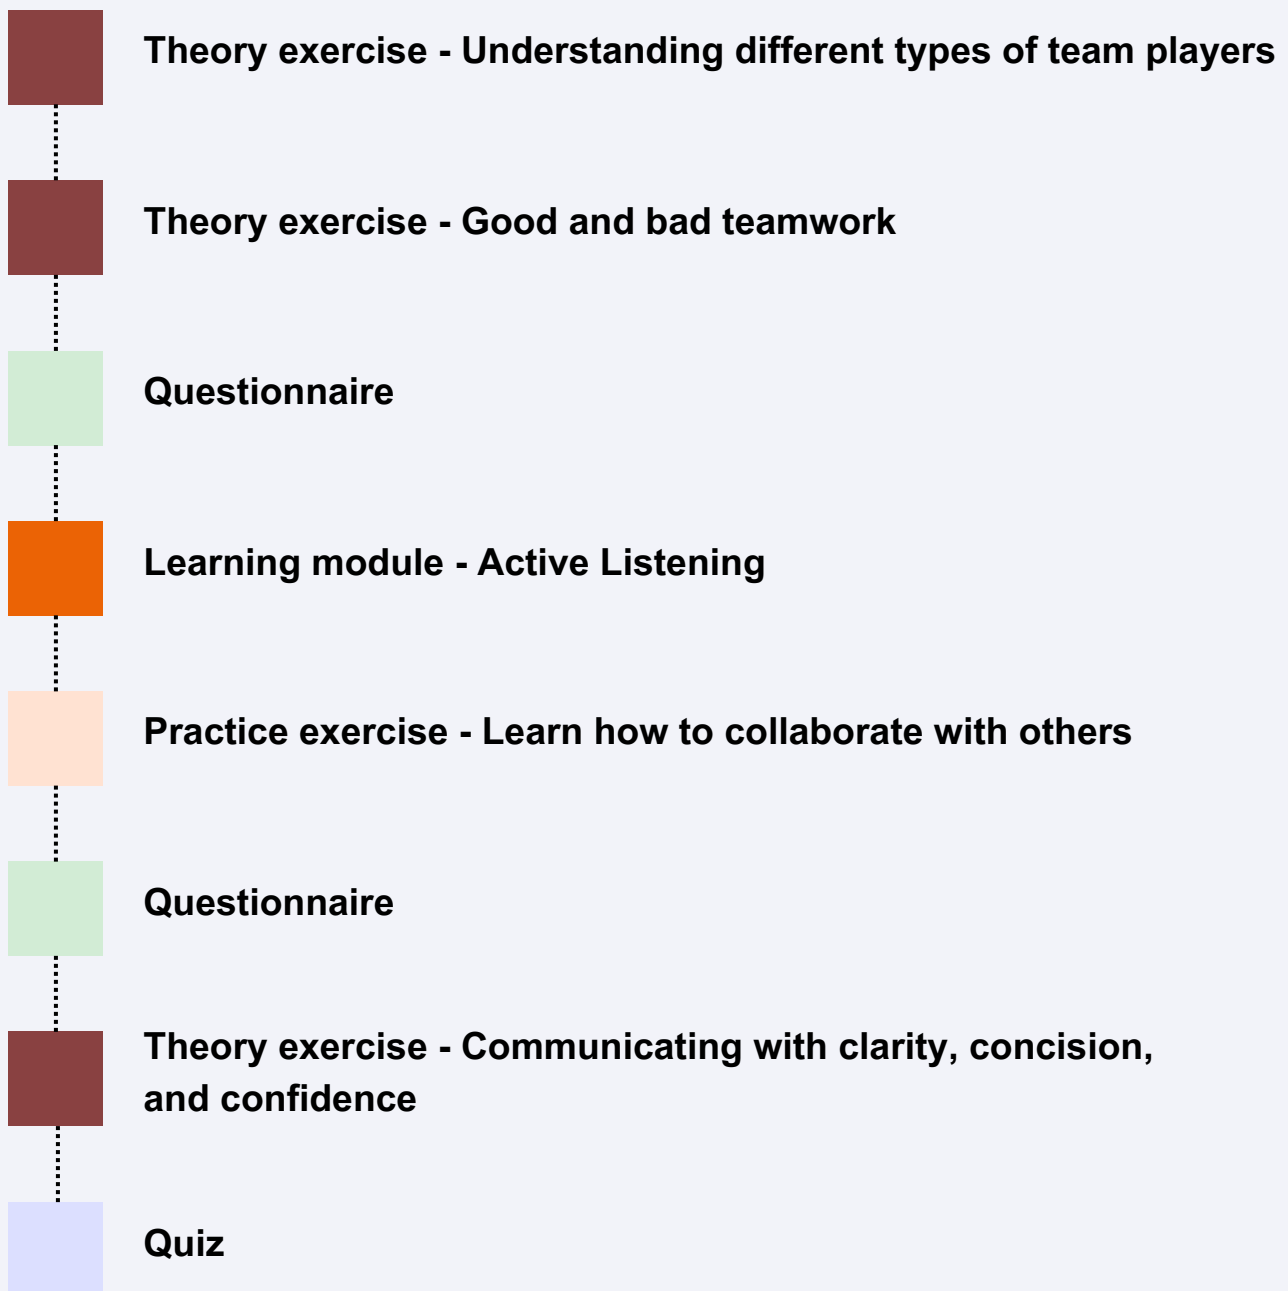 Theory exercise - Understanding different types of team players
Theory exercise - Good and bad teamwork
Questionnaire
Learning module - Active Listening
Practice exercise - Learn how to collaborate with others
Questionnaire
Theory exercise - Communicating with clarity, concision,
and confidence
Quiz